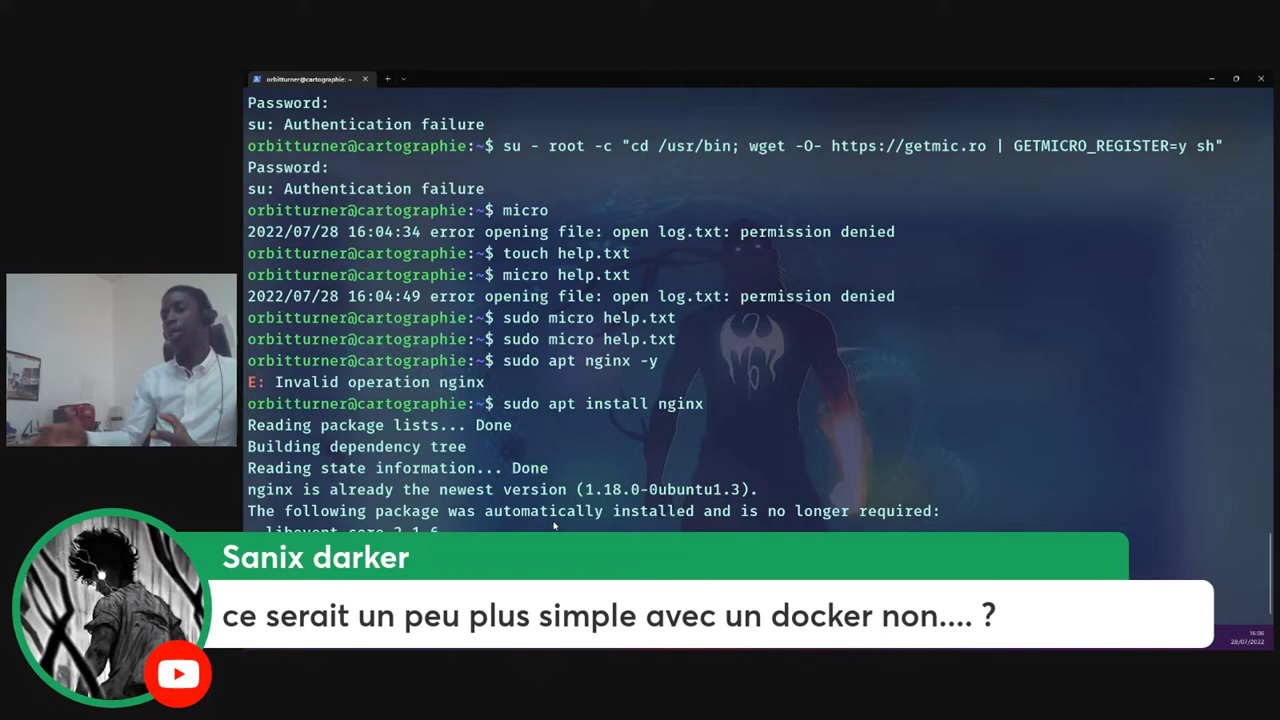 orbitturner@cartographie: ~
Password:
su: Authentication failure
orbitturner@cartographie:~$ su - root -c "cd /usr/bin; wget -O- https://getmic.ro | GETMICRO_REGISTER=y sh"
Password:
su: Authentication failure
orbitturner@cartographie:~$ micro
2022/07/28 16:04:34 error opening file: open log.txt: permission denied
orbitturner@cartographie:~$ touch help.txt
orbitturner@cartographie:~$ micro help.txt
2022/07/28 16:04:49 error opening file: open log.txt: permission denied
orbitturner@cartographie:~$ sudo micro help.txt
orbitturner@cartographie:~$ sudo micro help.txt
orbitturner@cartographie:~$ sudo apt nginx -y
E: Invalid operation nginx
orbitturner@cartographie:~$ sudo apt install nginx
Reading package lists... Done
Building dependency tree
Reading state information... Done
nginx is already the newest version (1.18.0-0ubuntu1.3).
The following package was automatically installed and is no longer required:
Sanix darker
ce serait un peu plus simple avec un docker non.... ?
16:06
28/07/2022